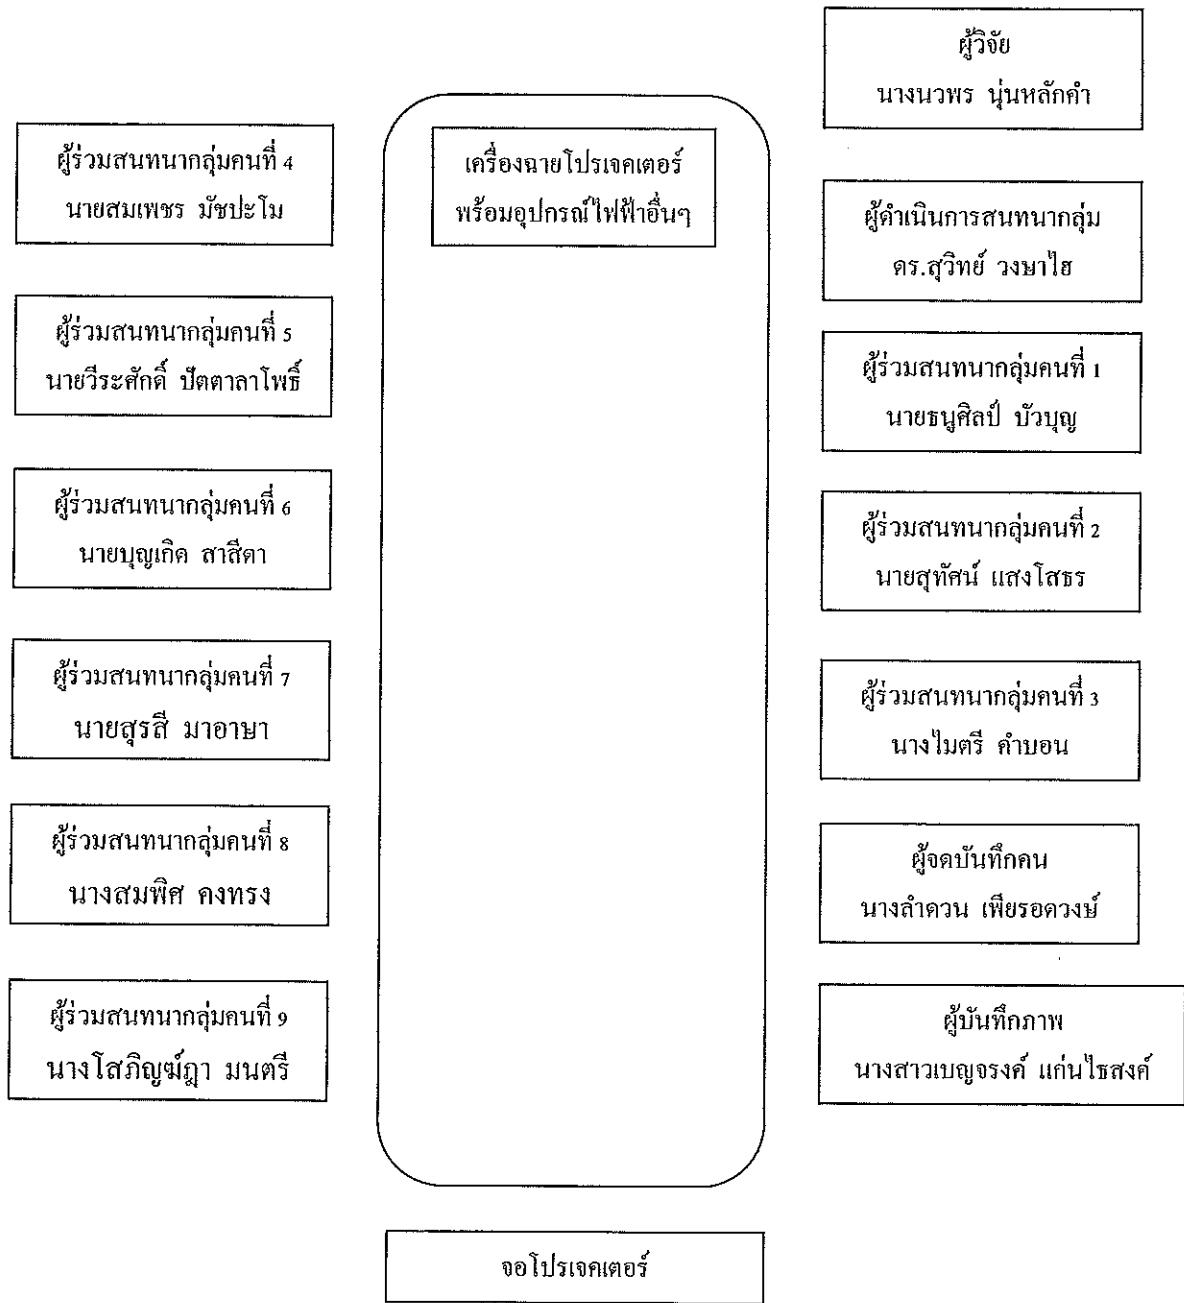 ผู้วิจัย
นางนวพร นุ่นหลักคำ
ผู้ร่วมสนทนากลุ่มคนที่ 4
นายสมเพชร มัชปะโม
เครื่องฉายโปรเจคเตอร์
พร้อมอุปกรณ์ไฟฟ้าอื่นๆ
ผู้ดำเนินการสนทนากลุ่ม
ดร.สุวิทย์ วงษาไฮ
ผู้ร่วมสนทนากลุ่มคนที่ 5
นายวีระศักดิ์ ปัตตาลาโพธิ์
ผู้ร่วมสนทนากลุ่มคนที่ 1
นายธนูศิลป์ บัวบุญ
ผู้ร่วมสนทนากลุ่มคนที่ 6
นายบุญเกิด สาสีดา
ผู้ร่วมสนทนากลุ่มคนที่ 2
นายสุทัศน์ แสงโสธร
ผู้ร่วมสนทนากลุ่มคนที่ 7
นายสุรสี มาอาษา
ผู้ร่วมสนทนากลุ่มคนที่ 3
นางไมตรี คำบอน
ผู้ร่วมสนทนากลุ่มคนที่ 8
นางสมพิศ คงทรง
ผู้จดบันทึกคน
นางลำดวน เพียรอดวงษ์
ผู้ร่วมสนทนากลุ่มคนที่ 9
นางโสภิญฆ์ฎา มนตรี
ผู้บันทึกภาพ
นางสาวเบญจรงค์ แก่นไธสงค์
จอโปรเจคเตอร์